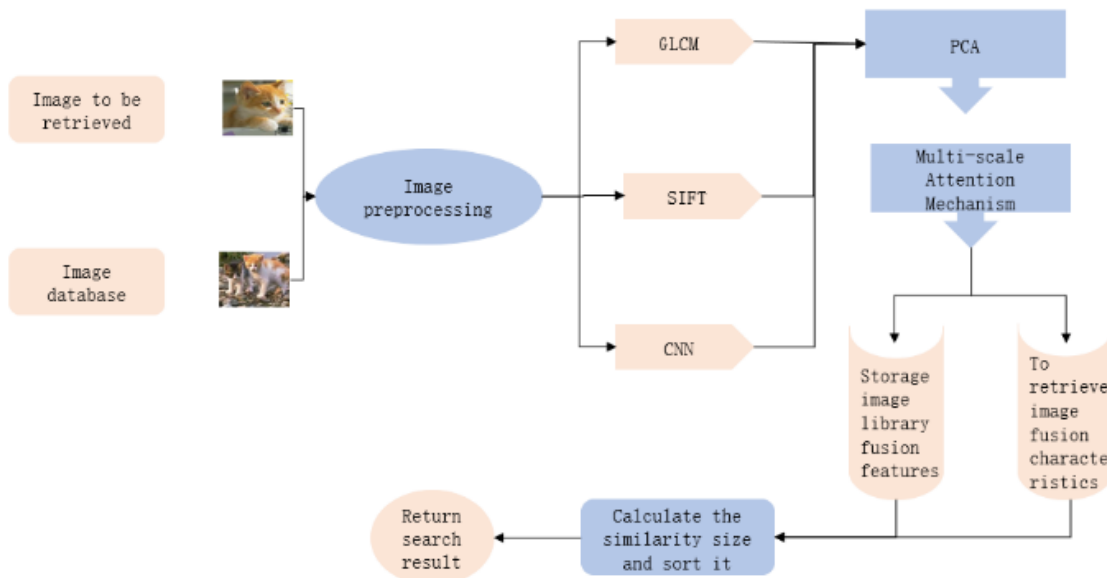 Image to be
retrieved
Image
database
Image
preprocessing
GLCM
SIFT
CNN
PCA
Multi-scale
Attention
Mechanism
Storage
image
library
fusion
features
To
retrieve
image
fusion
characte
ristics
Calculate the
similarity size
and sort it
Return
search
result